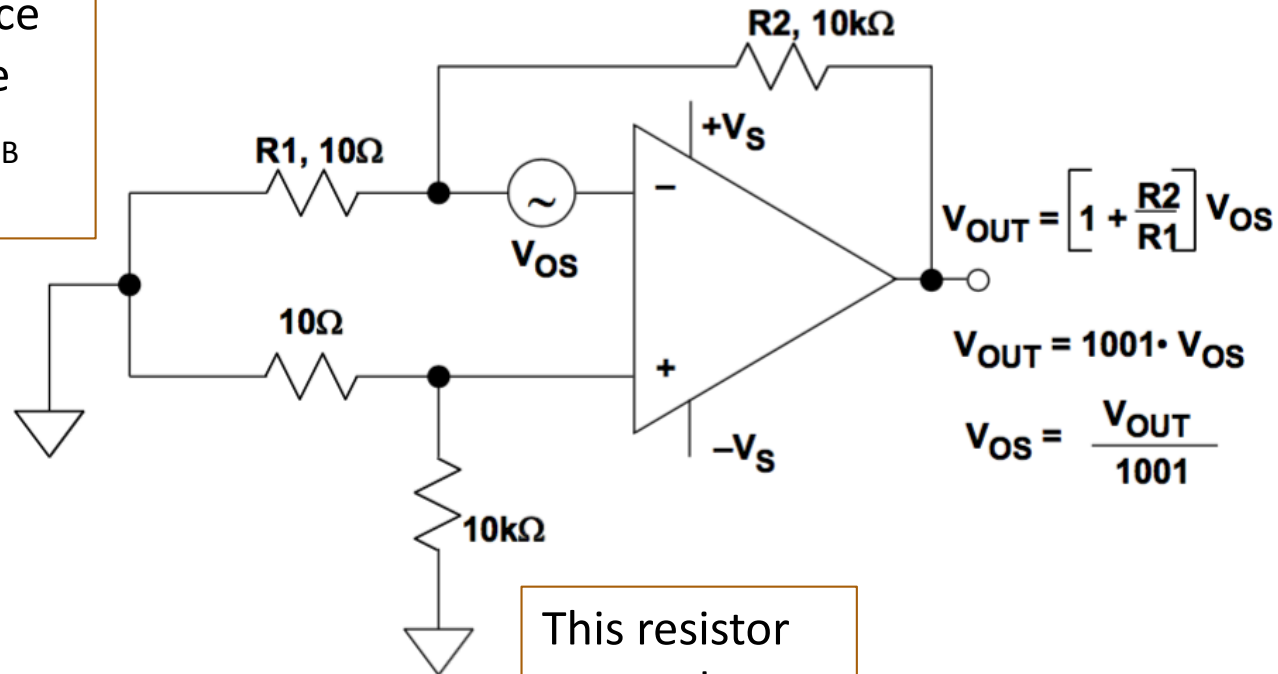 ce
e
B
R2, 10kΩ
+VS
R1, 10Ω
−
~
VOS
VOUT = [1 + R2/R1] VOS
10Ω
VOUT = 1001• VOS
+
VOS = VOUT/1001
−VS
10kΩ
This resistor